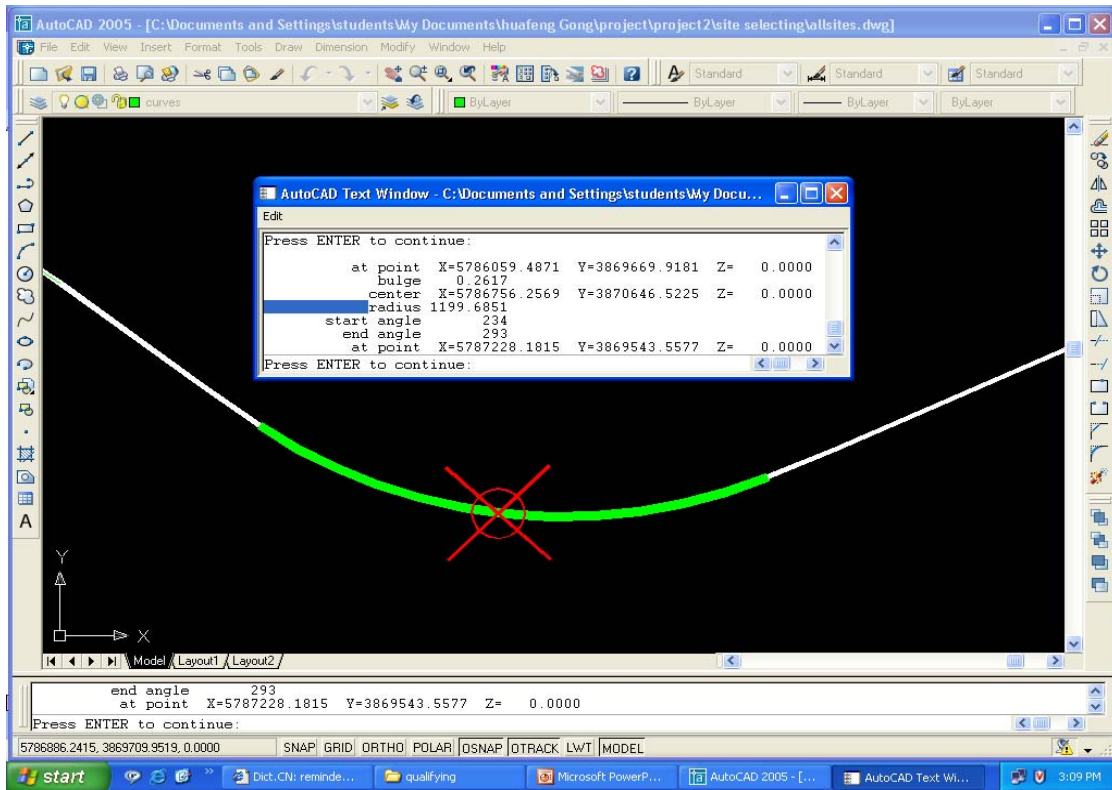 AutoCAD 2005 - [C:\Documents and Settings\students\My Documents\huafeng Gong\project\project2\site selecting\allsites.dwg]
File Edit View Insert Format Tools Draw Dimension Modify Window Help
Standard Standard Standard
curves ByLayer ByLayer ByLayer ByLayer
AutoCAD Text Window - C:\Documents and Settings\students\My Docu...
Edit
Press ENTER to continue:
at point X=5786059.4871 Y=3869669.9181 Z= 0.0000
bulge 0.2617
center X=5786756.2569 Y=3870646.5225 Z= 0.0000
radius 1199.6851
start angle 234
end angle 293
at point X=5787228.1815 Y=3869543.5577 Z= 0.0000
Press ENTER to continue:
A
Y
X
Model Layout1 Layout2
end angle 293
at point X=5787228.1815 Y=3869543.5577 Z= 0.0000
Press ENTER to continue:
5786886.2415, 3869709.9519, 0.0000 SNAP GRID ORTHO POLAR OSNAP OTRACK LWT MODEL
start Dict.CN: reminde... qualifying Microsoft PowerP... AutoCAD 2005 - [... AutoCAD Text Wi... 3:09 PM